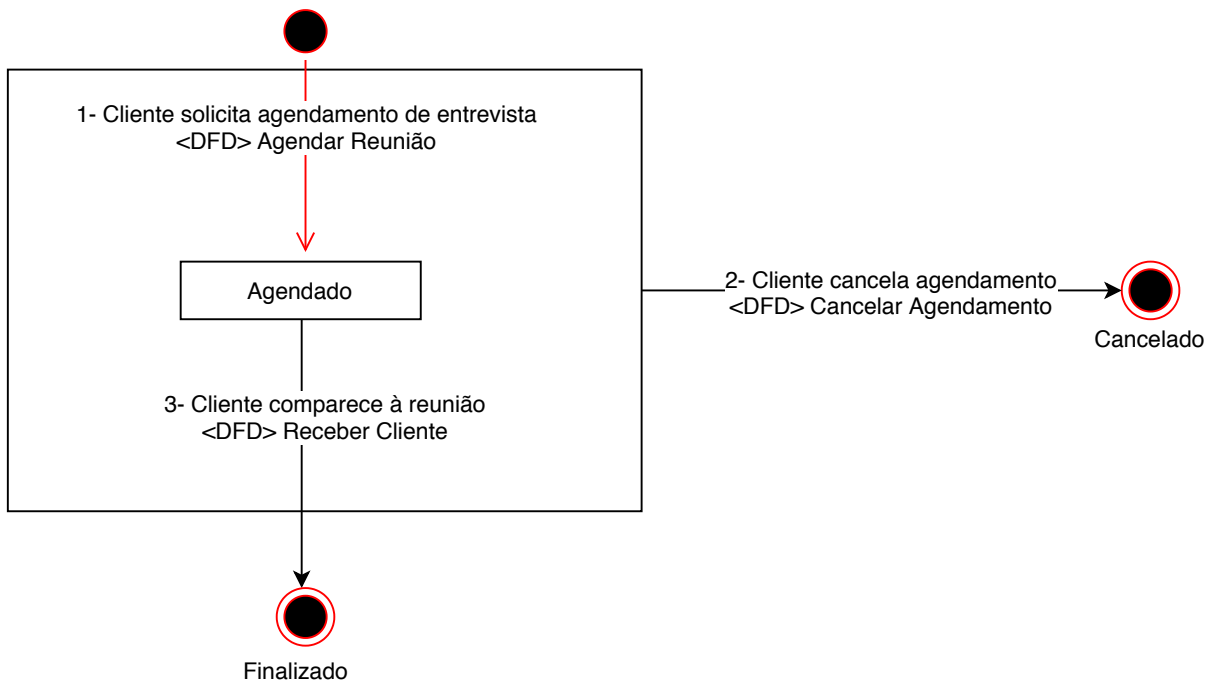 1- Cliente solicita agendamento de entrevista
<DFD> Agendar Reunião
Agendado
2- Cliente cancela agendamento
<DFD> Cancelar Agendamento
Cancelado
3- Cliente comparece à reunião
<DFD> Receber Cliente
Finalizado